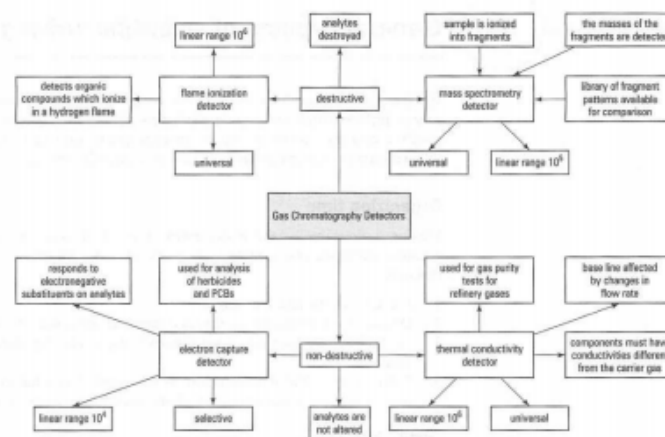 linear range 10⁶
analytes
destroyed
sample is ionized
into fragments
the masses of the
fragments are detected
detects organic
compounds which ionize
in a hydrogen flame
flame ionization
detector
destructive
mass spectrometry
detector
library of fragment
patterns available
for comparison
universal
universal
linear range 10⁶
Gas Chromatography Detectors
responds to
electronegative
substituents on analytes
used for analysis
of herbicides
and PCBs
used for gas purity
tests for
refinery gases
base line affected
by changes in
flow rate
electron capture
detector
non-destructive
thermal conductivity
detector
components must have
conductivities different
from the carrier gas
linear range 10⁴
selective
analytes are
not altered
linear range 10⁶
universal